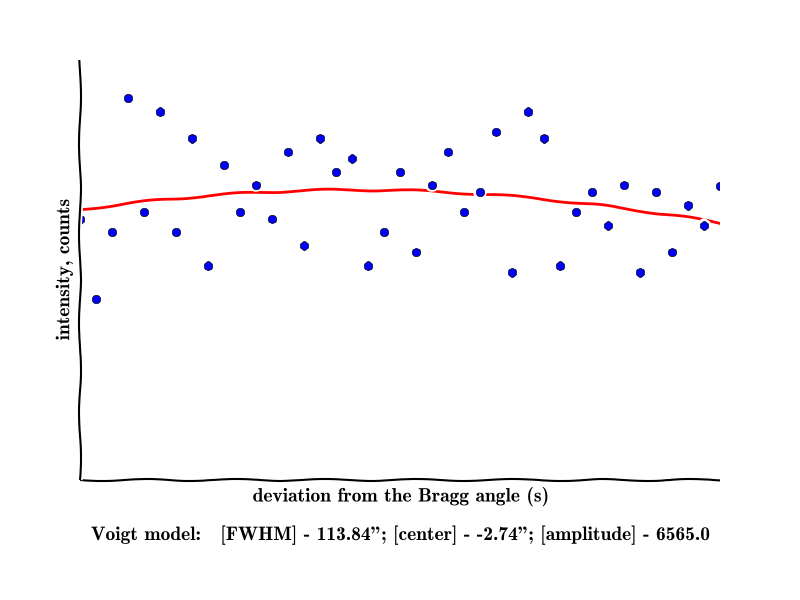 intensity, counts
deviation from the Bragg angle (s)
Voigt model: [FWHM] - 113.84”; [center] - -2.74”; [amplitude] - 6565.0